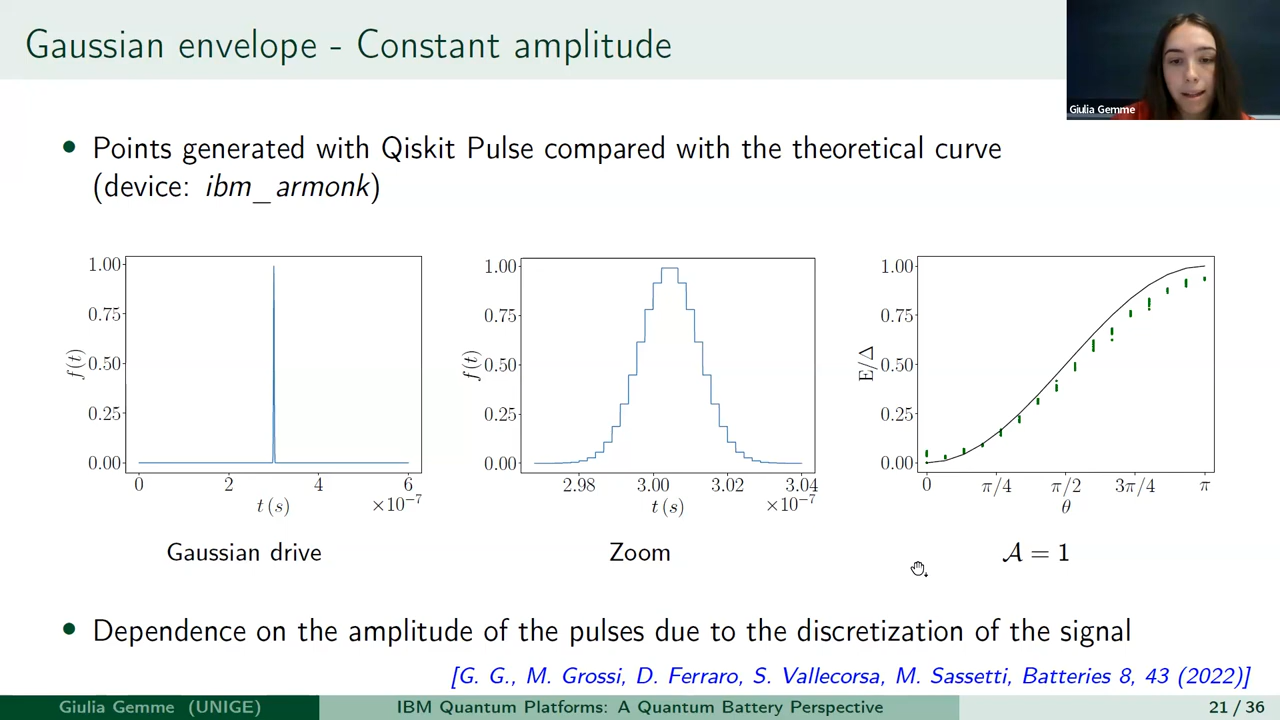 Gaussian envelope - Constant amplitude
Giulia Gemme
• Points generated with Qiskit Pulse compared with the theoretical curve
(device: ibm_armonk)
1.00
0.75
0.50
0.25
0.00
f(t)
0 2 4 6
t (s) ×10⁻⁷
Gaussian drive
1.00
0.75
0.50
0.25
0.00
f(t)
2.98 3.00 3.02 3.04
t (s) ×10⁻⁷
Zoom
1.00
0.75
0.50
0.25
0.00
E/Δ
0 π/4 π/2 3π/4 π
θ
𝒜 = 1
• Dependence on the amplitude of the pulses due to the discretization of the signal
[G. G., M. Grossi, D. Ferraro, S. Vallecorsa, M. Sassetti, Batteries 8, 43 (2022)]
Giulia Gemme (UNIGE) IBM Quantum Platforms: A Quantum Battery Perspective 21 / 36